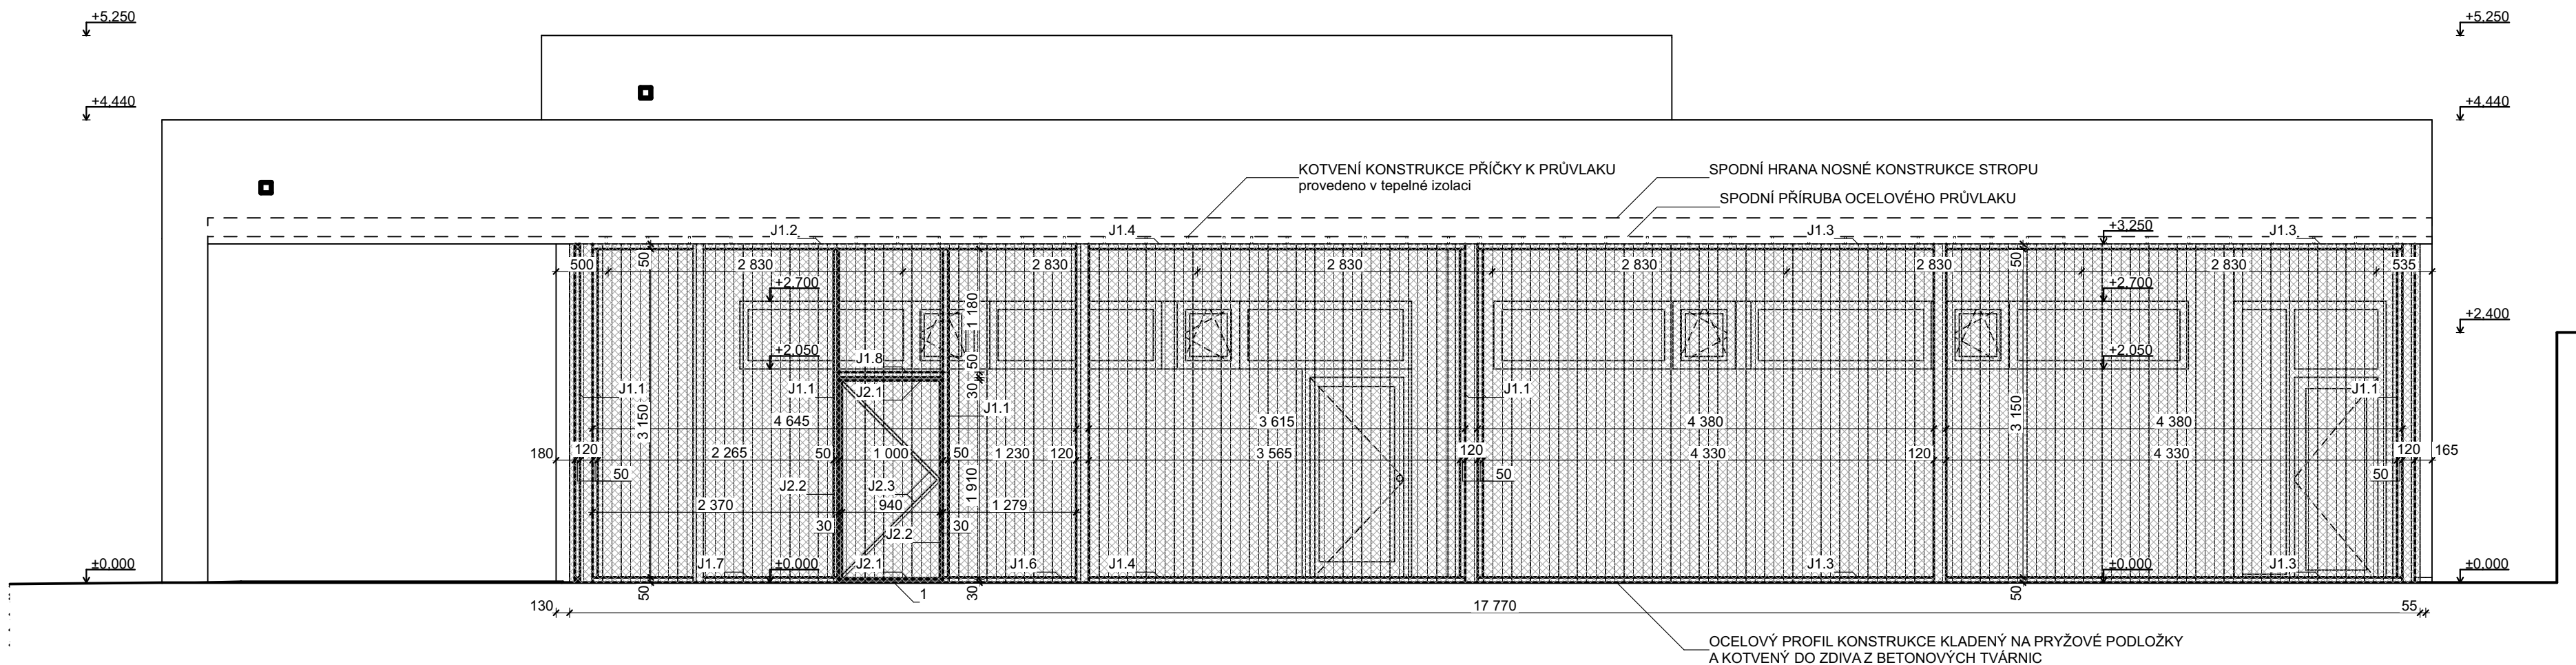 +5,250
+5,250
+4,440
+4,440
KOTVENÍ KONSTRUKCE PŘÍČKY K PRŮVLAKU
provedeno v tepelné izolaci
SPODNÍ HRANA NOSNÉ KONSTRUKCE STROPU
SPODNÍ PŘÍRUBA OCELOVÉHO PRŮVLAKU
J1.2
J1.4
J1.3
+3,250
J1.3
50
50
500
2 830
2 830
2 830
2 830
2 830
2 830
535
+2,700
+2,700
1 180
+2,400
+2,050
J1.8
50
+2,050
J1.1
J1.1
J2.1
30
J1.1
J1.1
J1.1
3 150
4 645
3 615
4 380
3 150
4 380
180
120
2 265
50
1 000
50
1 230
120
3 565
120
4 330
120
4 330
120
165
50
J2.2
J2.3
1 910
50
50
2 370
940
1 279
30
J2.2
30
+0,000
J1.7
+0,000
J2.1
J1.6
J1.4
J1.3
+0,000
J1.3
+0,000
50
1
30
50
130
17 770
55
OCELOVÝ PROFIL KONSTRUKCE KLADENÝ NA PRYŽOVÉ PODLOŽKY
A KOTVENÝ DO ZDIVA Z BETONOVÝCH TVÁRNIC